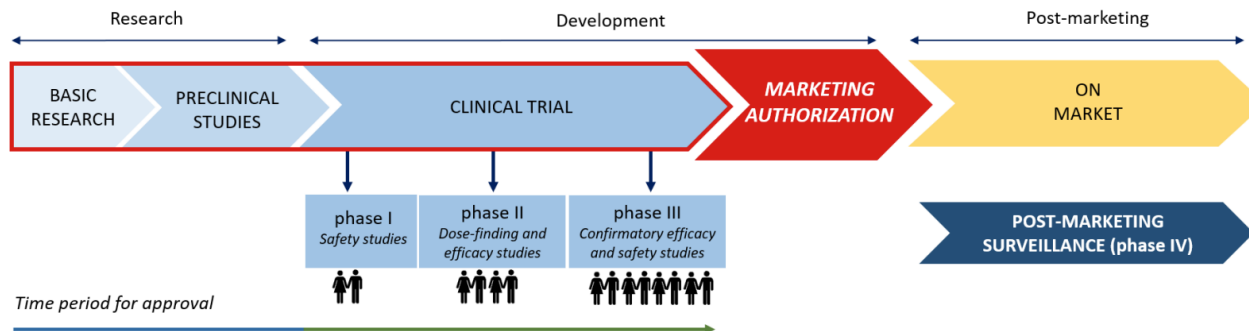 Research
Development
Post-marketing
BASIC
RESEARCH
PRECLINICAL
STUDIES
CLINICAL TRIAL
MARKETING
AUTHORIZATION
ON
MARKET
phase I
Safety studies
phase II
Dose-finding and
efficacy studies
phase III
Confirmatory efficacy
and safety studies
POST-MARKETING
SURVEILLANCE (phase IV)
Time period for approval